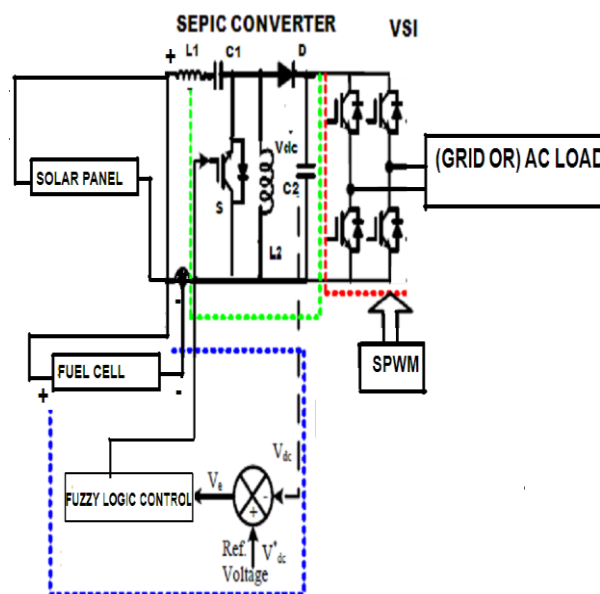 SEPIC CONVERTER
VSI
+
L1
C1
D
Vdc
C2
S
L2
SOLAR PANEL
(GRID OR) AC LOAD
-
FUEL CELL
+
-
SPWM
Vdc
FUZZY LOGIC CONTROL
Ve
-
+
Ref.
Voltage
V*dc